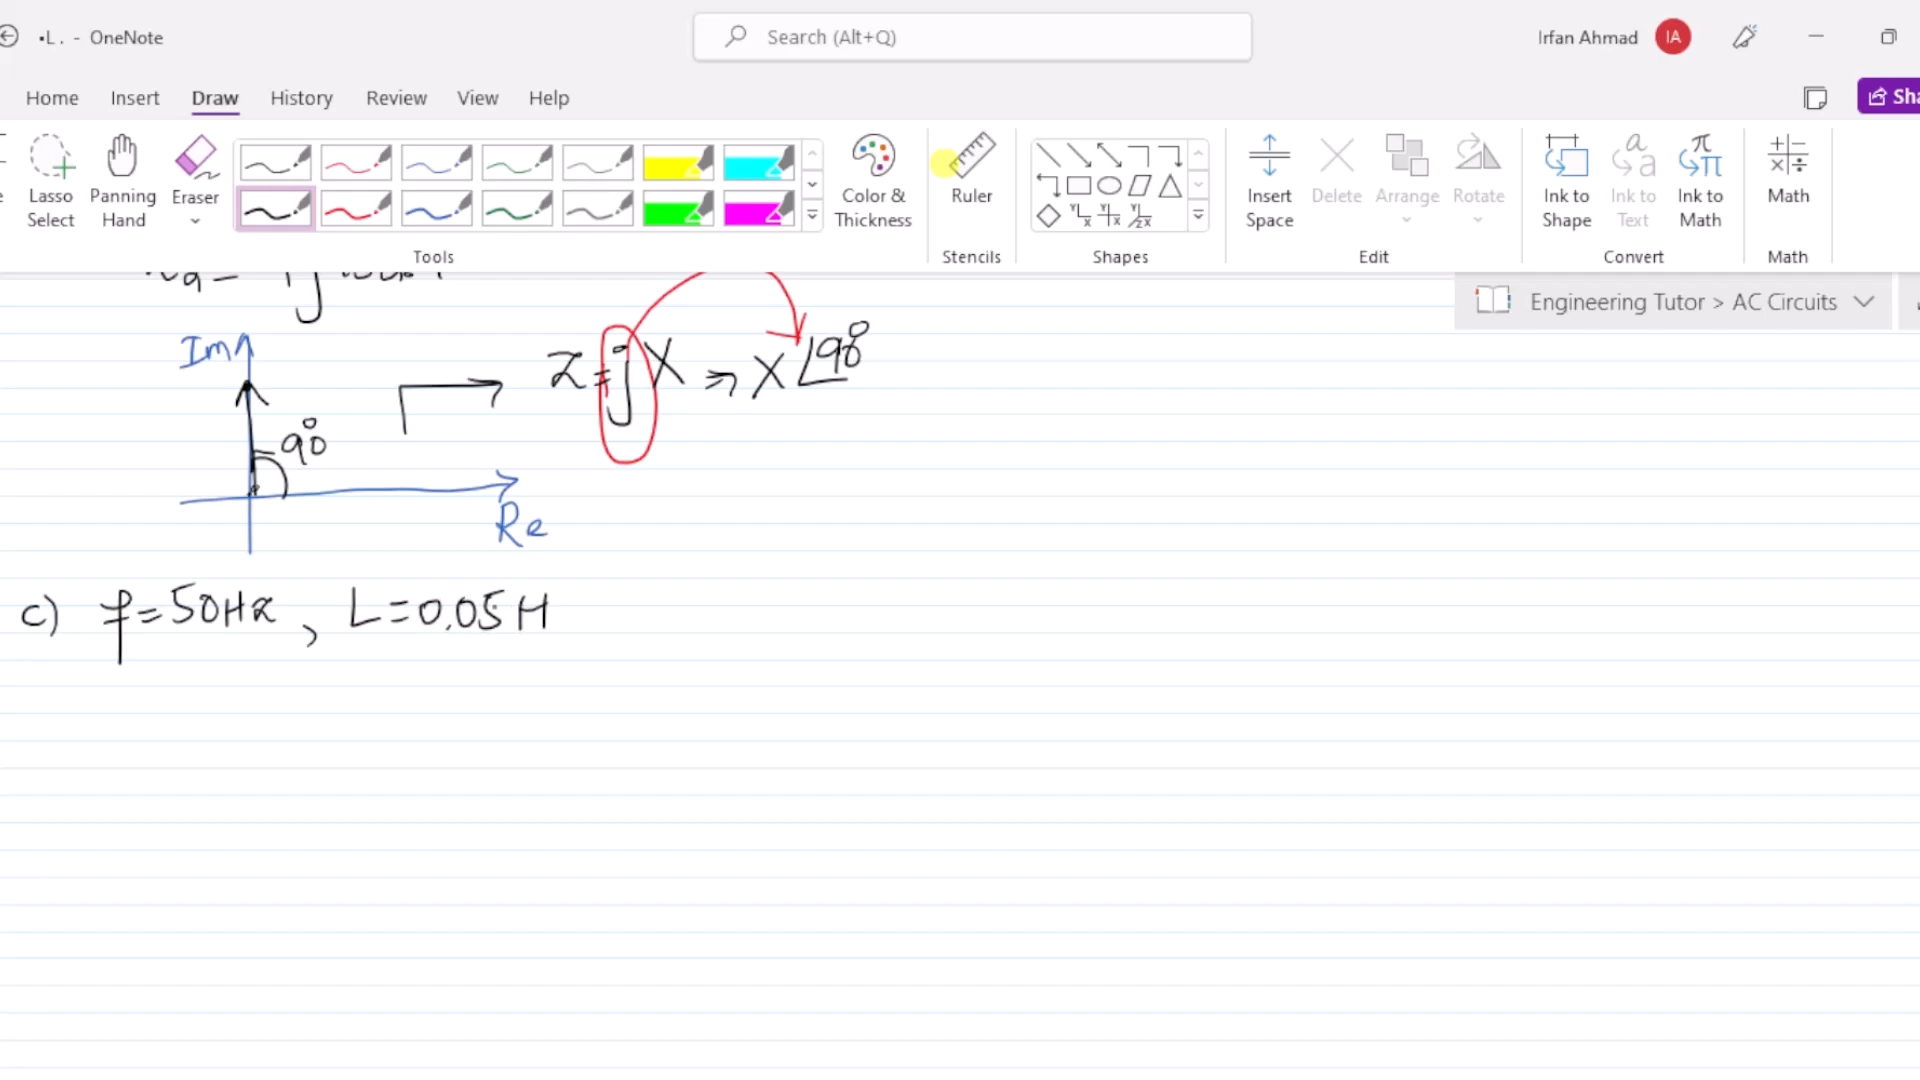 •L . - OneNote
Search (Alt+Q)
Irfan Ahmad
IA
Home Insert Draw History Review View Help
Sha
Lasso Select
Panning Hand
Eraser
Color & Thickness
Ruler
Insert Space
Delete
Arrange
Rotate
Ink to Shape
Ink to Text
Ink to Math
Math
Tools Stencils Shapes Edit Convert Math
Engineering Tutor > AC Circuits
Im
Z = jX => X∠90°
90°
Re
c) f = 50Hz , L = 0.05 H